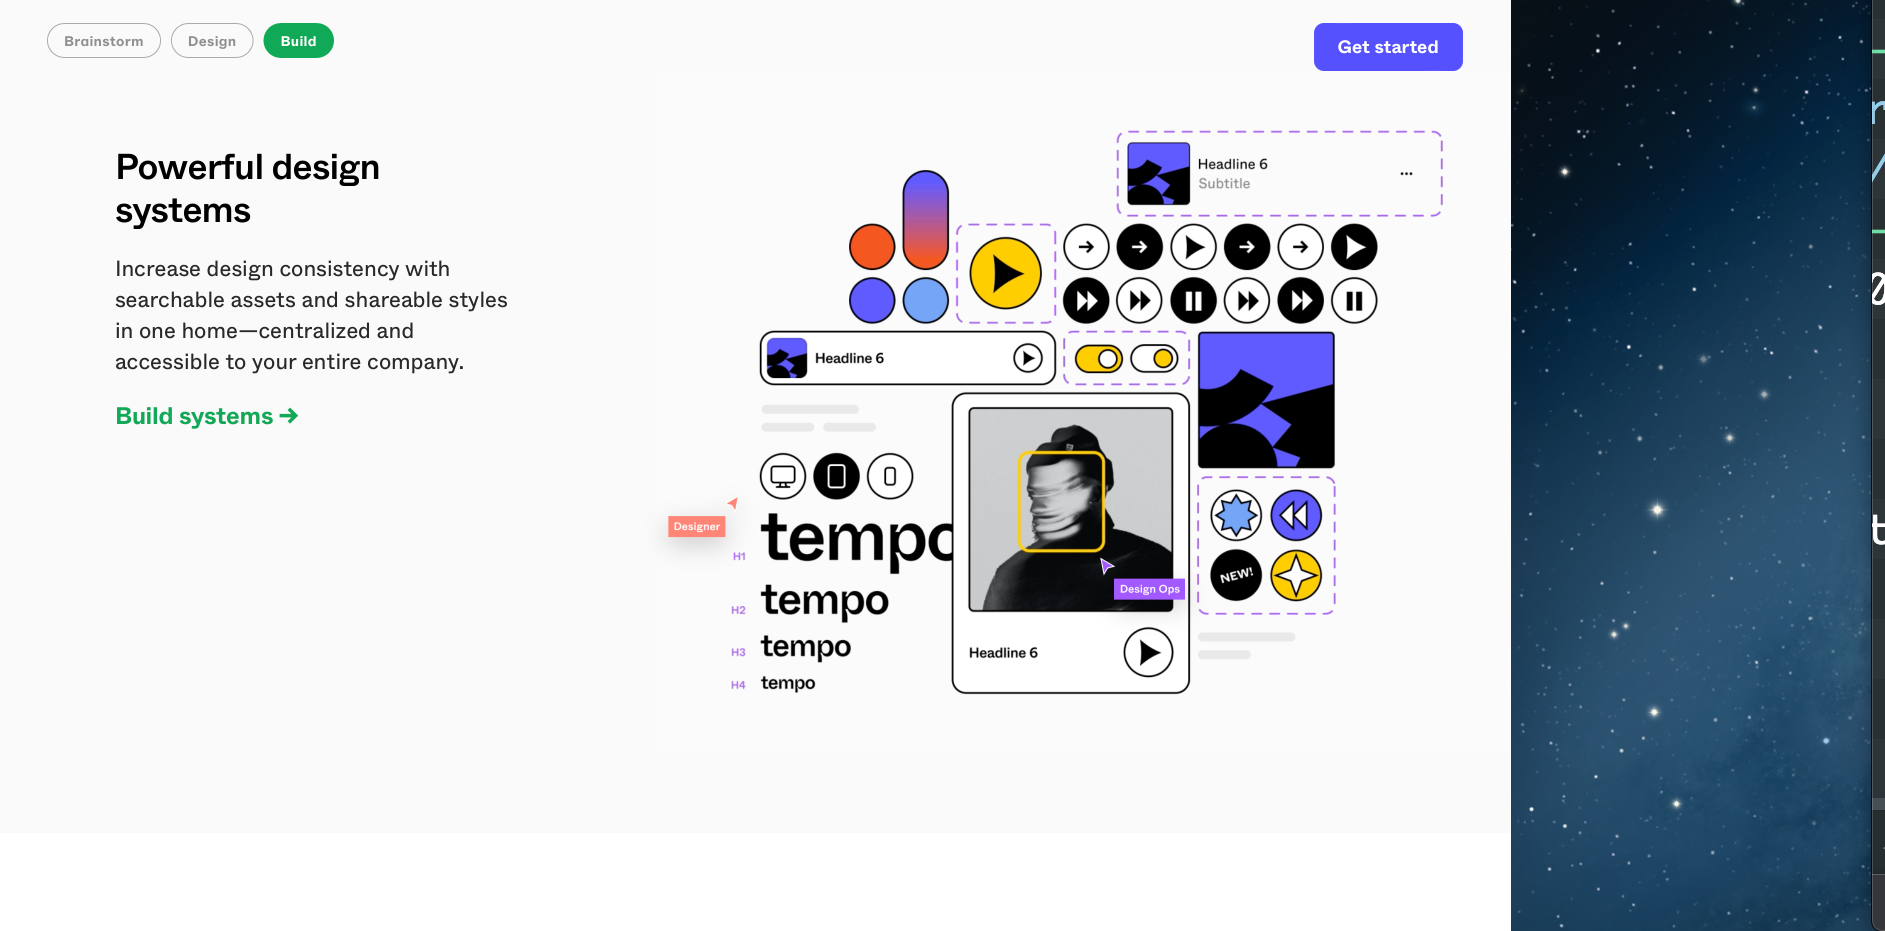 Brainstorm
Design
Build
Get started
Powerful design
systems
Increase design consistency with
searchable assets and shareable styles
in one home—centralized and
accessible to your entire company.
Build systems →
Headline 6
Subtitle
Headline 6
Designer
H1
tempo
H2
tempo
H3
tempo
H4
tempo
Design Ops
Headline 6
NEW!